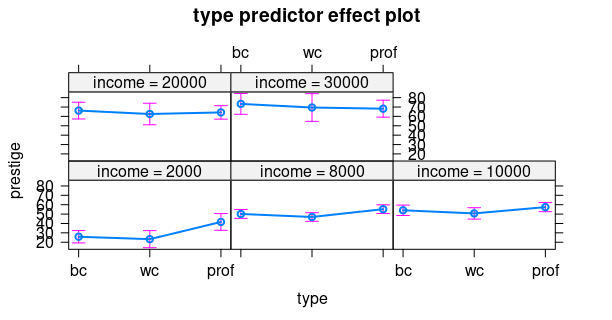 type predictor effect plot
bc wc prof
income = 20000 income = 30000
80
70
60
50
40
30
20
prestige
income = 2000 income = 8000 income = 10000
80
70
60
50
40
30
20
bc wc prof bc wc prof
type